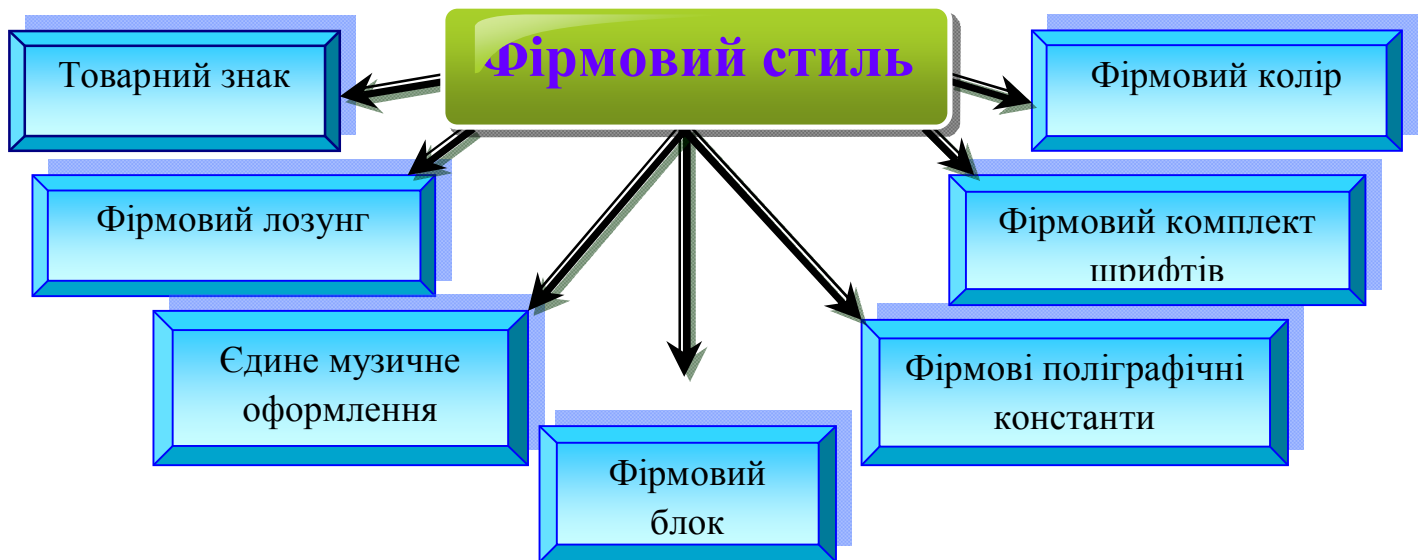 Фірмовий стиль
Товарний знак
Фірмовий колір
Фірмовий лозунг
Фірмовий комплект
шрифтів
Єдине музичне
оформлення
Фірмові поліграфічні
константи
Фірмовий
блок